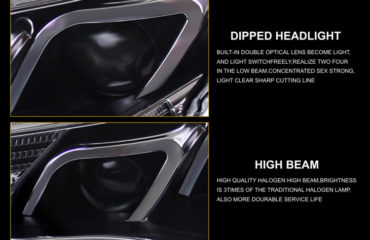 DIPPED HEADLIGHT
BUILT-IN DOUBLE OPTICAL LENS BECOME LIGHT.
AND LIGHT SWITCHFREELY.REALIZE TWO FOUR
IN THE LOW BEAM.CONCENTRATED SEX STRONG,
LIGHT CLEAR SHARP CUTTING LINE
HIGH BEAM
HIGH QUALITY HALOGEN HIGH BEAM,BRIGHTNESS
IS 3TIMES OF THE TRADITIONAL HALOGEN LAMP,
ALSO MORE DOURABLE SERVICE LIFE